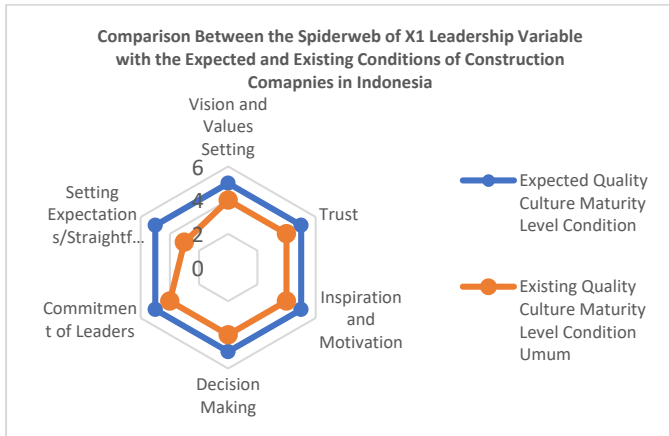 Comparison Between the Spiderweb of X1 Leadership Variable
with the Expected and Existing Conditions of Construction
Comapnies in Indonesia
Vision and
Values
Setting
Trust
Inspiration
and
Motivation
Decision
Making
Commitmen
t of Leaders
Setting
Expectation
s/Straightf...
6
4
2
0
Expected Quality
Culture Maturity
Level Condition
Existing Quality
Culture Maturity
Level Condition
Umum